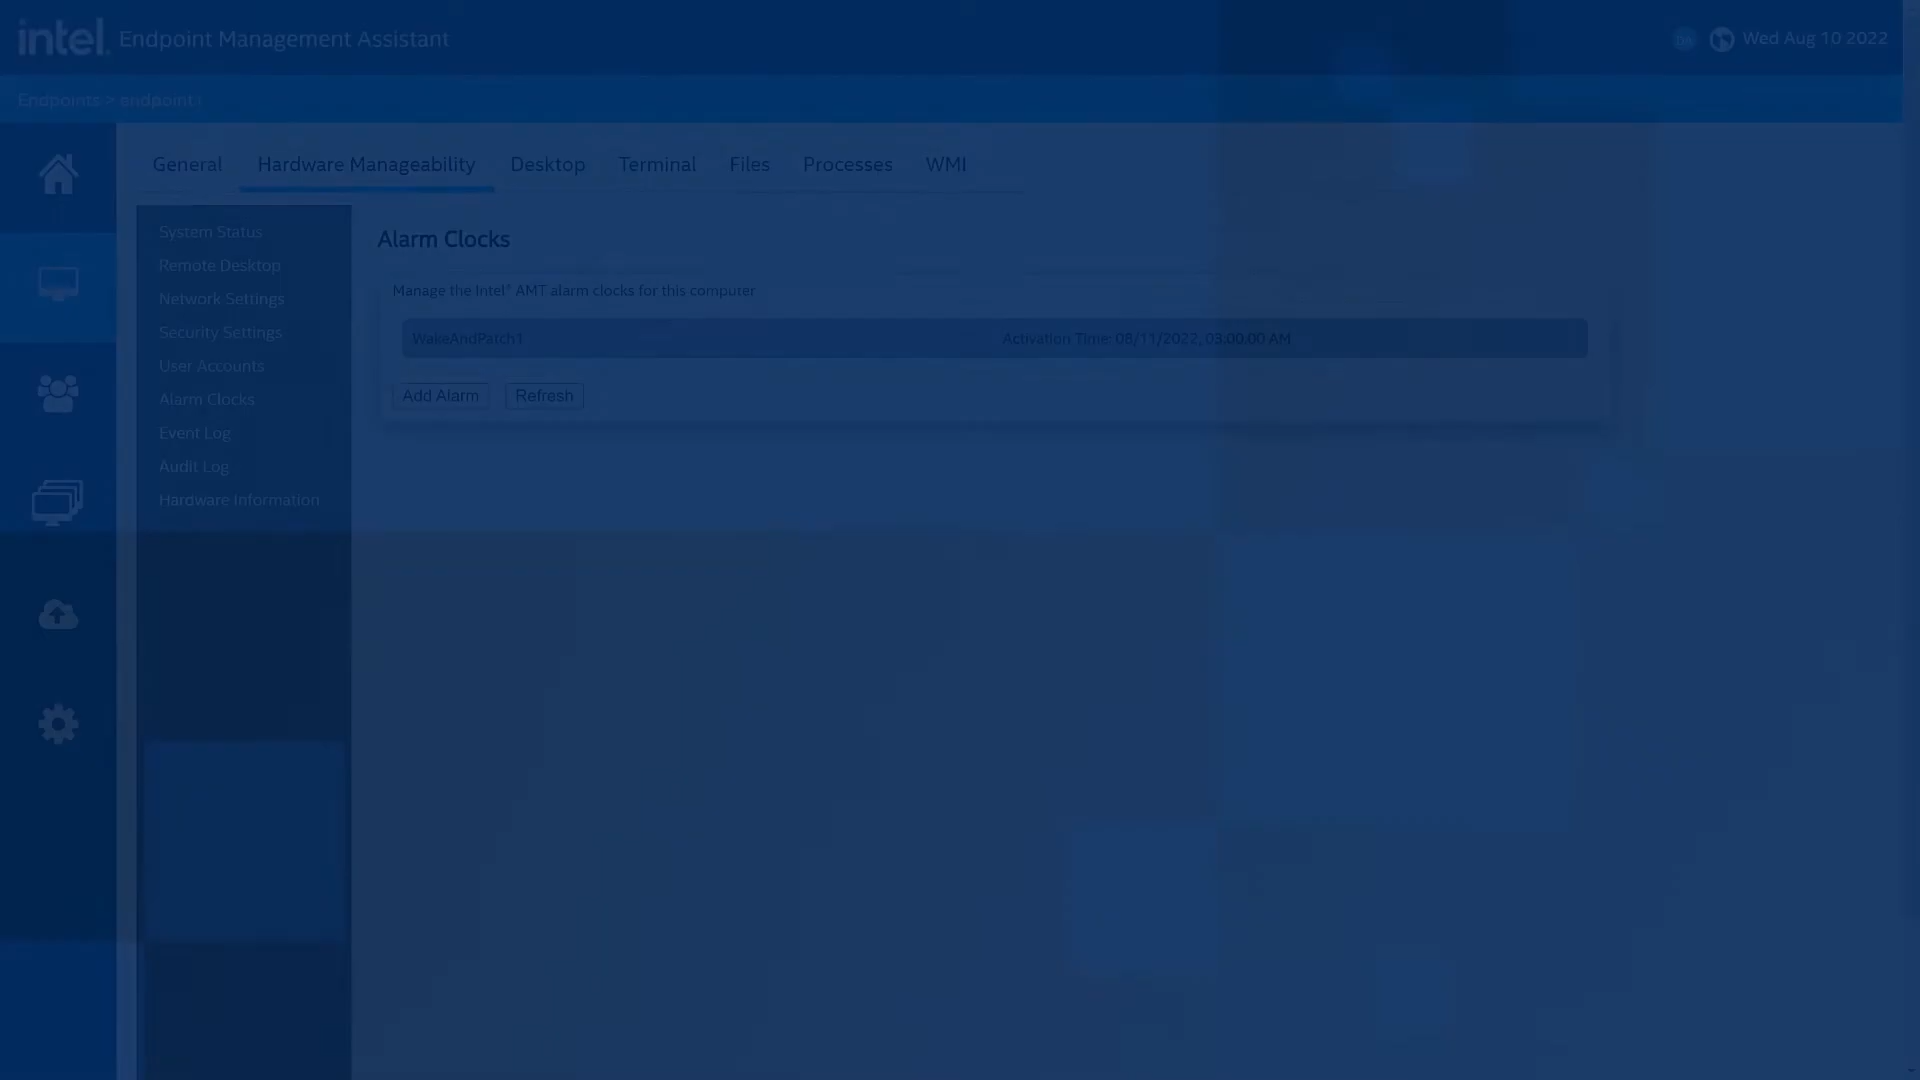 intel. Endpoint Management Assistant
Wed Aug 10 2022
Endpoints > endpoint
General Hardware Manageability Desktop Terminal Files Processes WMI
System Status
Remote Desktop
Network Settings
Security Settings
User Accounts
Alarm Clocks
Event Log
Audit Log
Hardware Information
Alarm Clocks
Manage the Intel® AMT alarm clocks for this computer
WakeAndPatch1 Activation Time: 08/11/2022, 03:00:00 AM
Add Alarm Refresh